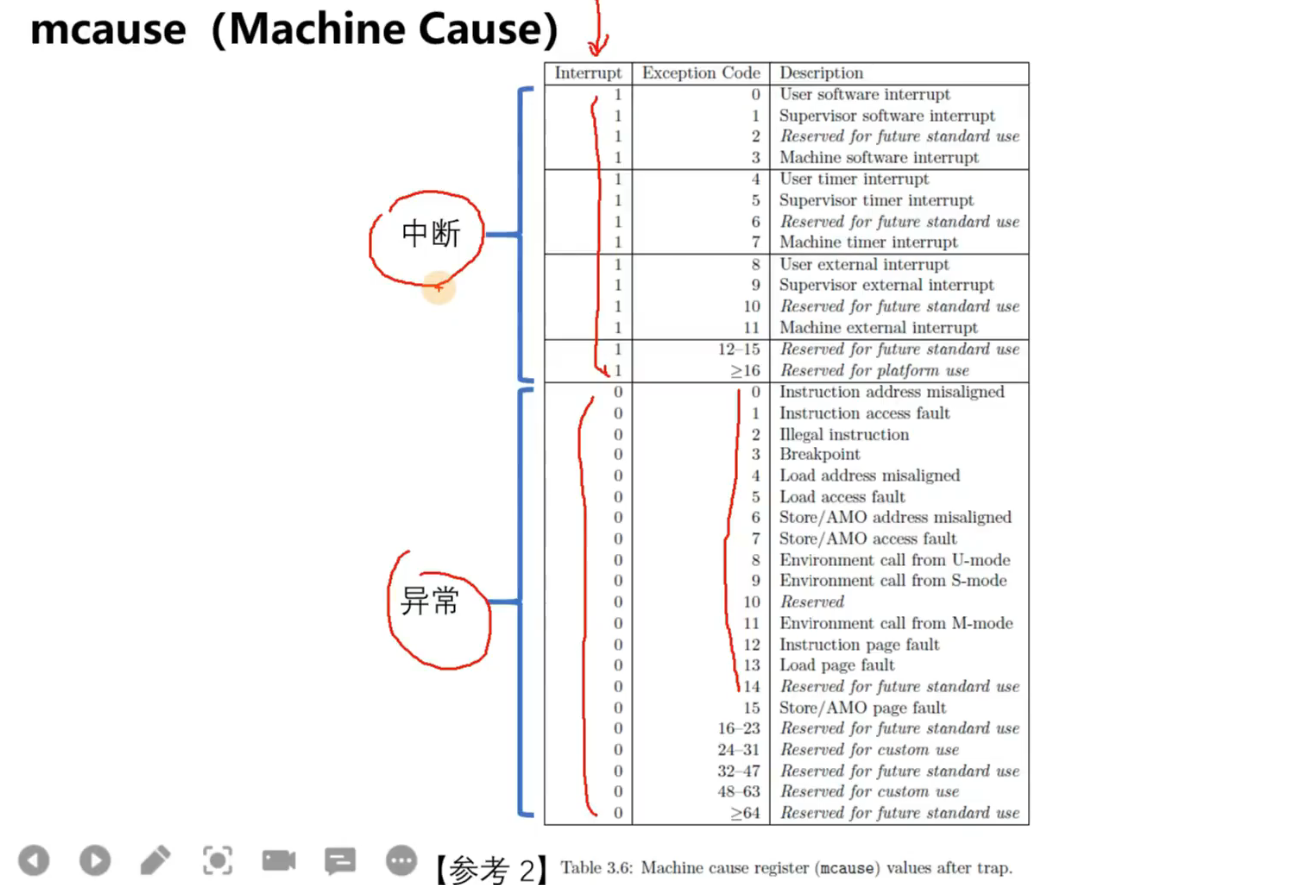 mcause（Machine Cause）
Interrupt Exception Code Description
1 0 User software interrupt
1 1 Supervisor software interrupt
1 2 Reserved for future standard use
1 3 Machine software interrupt
1 4 User timer interrupt
1 5 Supervisor timer interrupt
1 6 Reserved for future standard use
1 7 Machine timer interrupt
中断
1 8 User external interrupt
1 9 Supervisor external interrupt
1 10 Reserved for future standard use
1 11 Machine external interrupt
1 12–15 Reserved for future standard use
1 ≥16 Reserved for platform use
0 0 Instruction address misaligned
0 1 Instruction access fault
0 2 Illegal instruction
0 3 Breakpoint
0 4 Load address misaligned
0 5 Load access fault
0 6 Store/AMO address misaligned
0 7 Store/AMO access fault
0 8 Environment call from U-mode
0 9 Environment call from S-mode
异常
0 10 Reserved
0 11 Environment call from M-mode
0 12 Instruction page fault
0 13 Load page fault
0 14 Reserved for future standard use
0 15 Store/AMO page fault
0 16–23 Reserved for future standard use
0 24–31 Reserved for custom use
0 32–47 Reserved for future standard use
0 48–63 Reserved for custom use
0 ≥64 Reserved for future standard use
【参考 2】 Table 3.6: Machine cause register (mcause) values after trap.